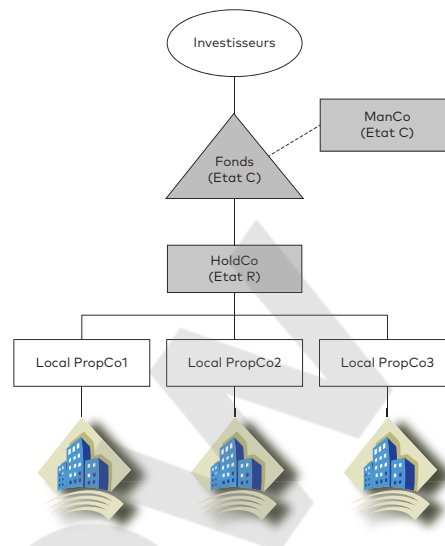 Investisseurs
ManCo
(Etat C)
Fonds
(Etat C)
HoldCo
(Etat R)
Local PropCo1
Local PropCo2
Local PropCo3